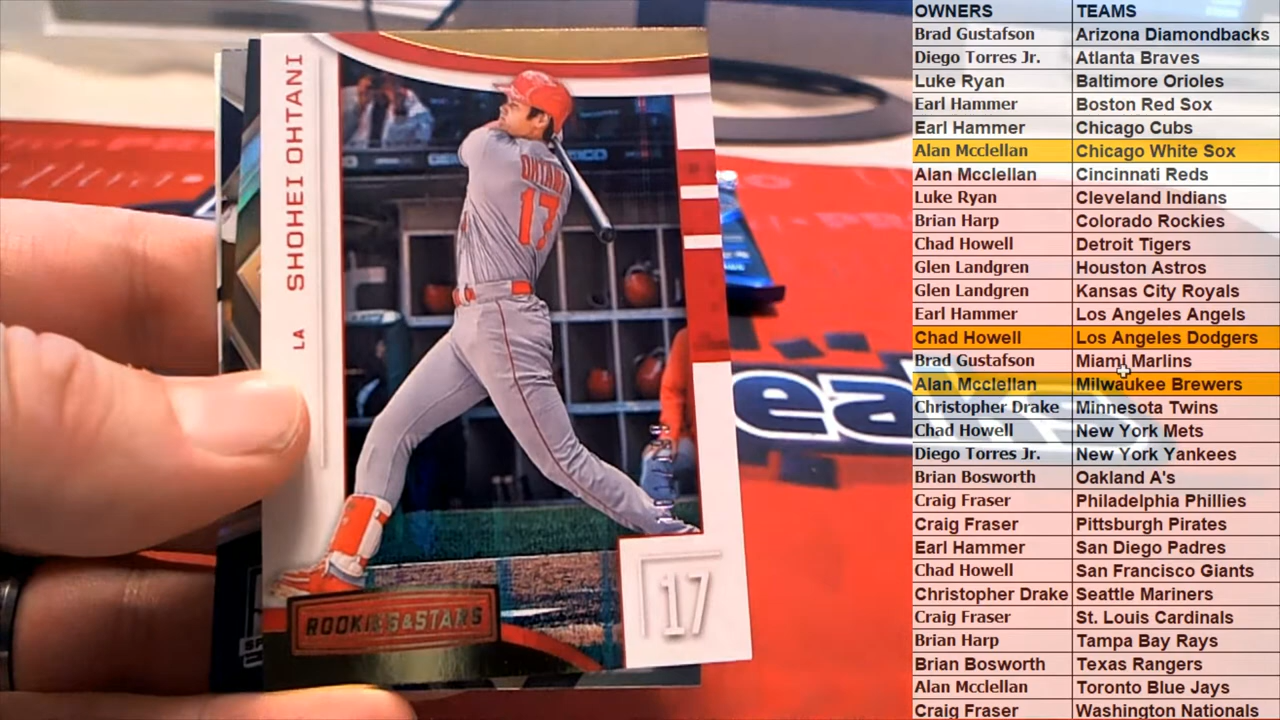 SHOHEI OHTANI
LA
OHTANI
17
ROOKIES&STARS
17
OWNERS TEAMS
Brad Gustafson Arizona Diamondbacks
Diego Torres Jr. Atlanta Braves
Luke Ryan Baltimore Orioles
Earl Hammer Boston Red Sox
Earl Hammer Chicago Cubs
Alan Mcclellan Chicago White Sox
Alan Mcclellan Cincinnati Reds
Luke Ryan Cleveland Indians
Brian Harp Colorado Rockies
Chad Howell Detroit Tigers
Glen Landgren Houston Astros
Glen Landgren Kansas City Royals
Earl Hammer Los Angeles Angels
Chad Howell Los Angeles Dodgers
Brad Gustafson Miami Marlins
Alan Mcclellan Milwaukee Brewers
Christopher Drake Minnesota Twins
Chad Howell New York Mets
Diego Torres Jr. New York Yankees
Brian Bosworth Oakland A's
Craig Fraser Philadelphia Phillies
Craig Fraser Pittsburgh Pirates
Earl Hammer San Diego Padres
Chad Howell San Francisco Giants
Christopher Drake Seattle Mariners
Craig Fraser St. Louis Cardinals
Brian Harp Tampa Bay Rays
Brian Bosworth Texas Rangers
Alan Mcclellan Toronto Blue Jays
Craig Fraser Washington Nationals